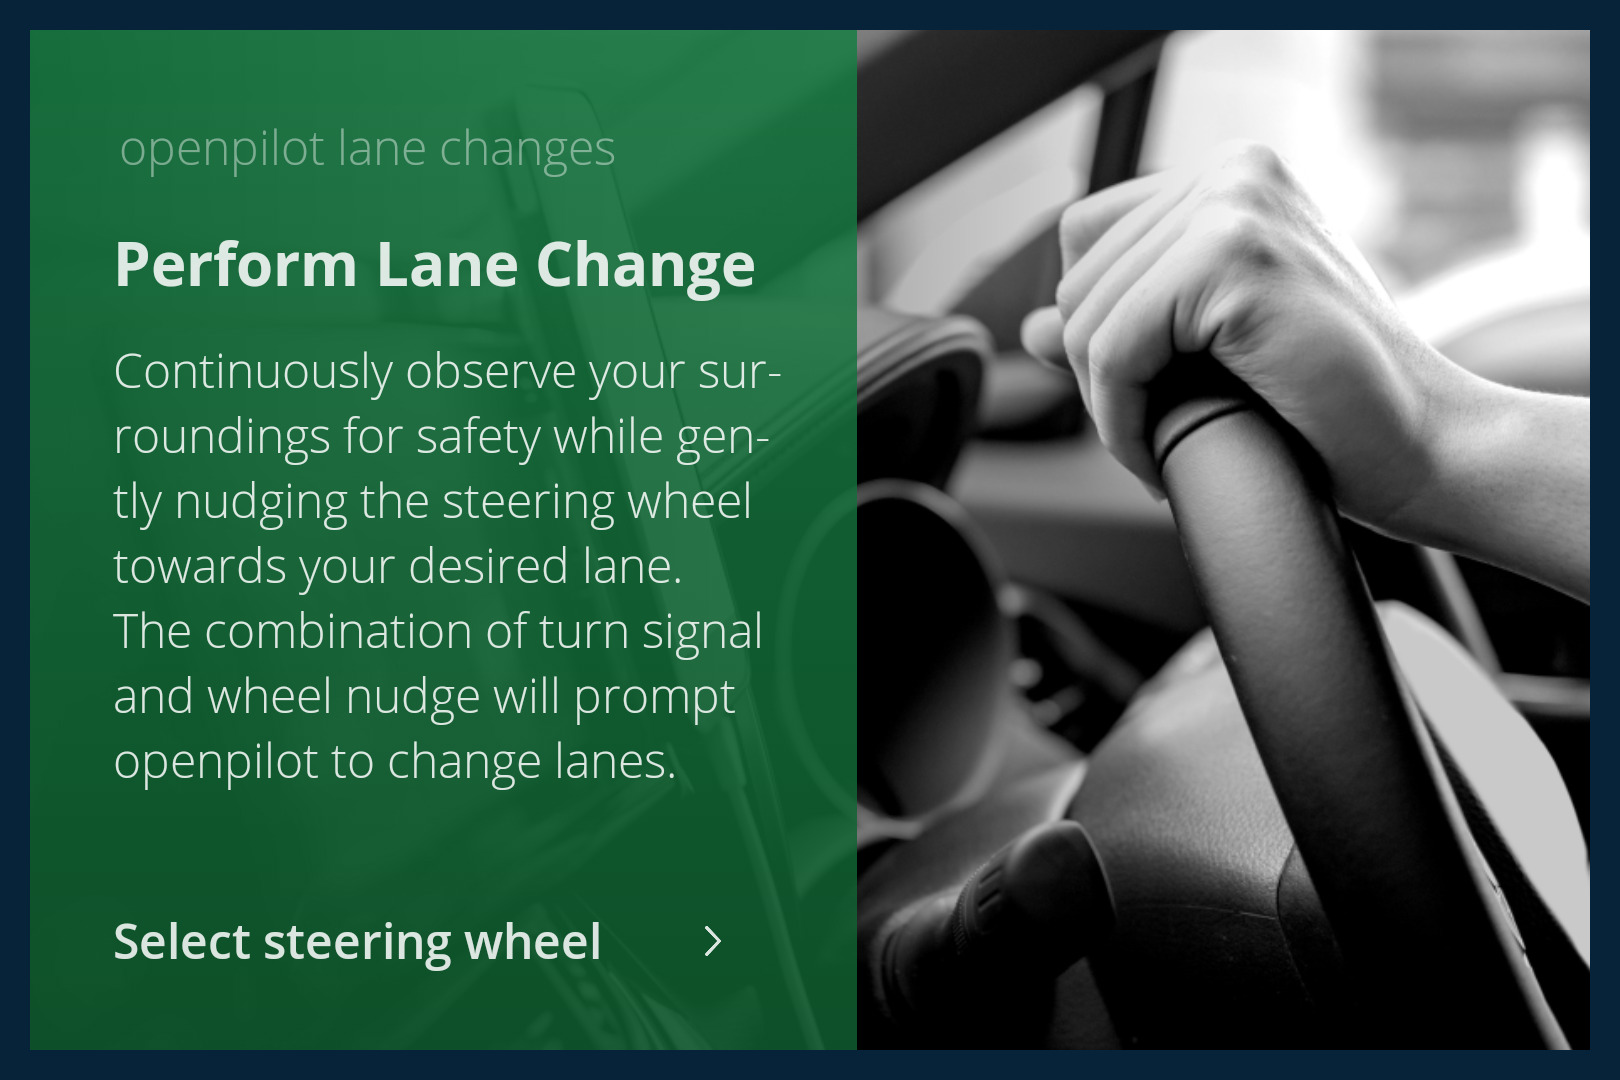 openpilot lane changes
Perform Lane Change
Continuously observe your sur-
roundings for safety while gen-
tly nudging the steering wheel
towards your desired lane.
The combination of turn signal
and wheel nudge will prompt
openpilot to change lanes.
Select steering wheel